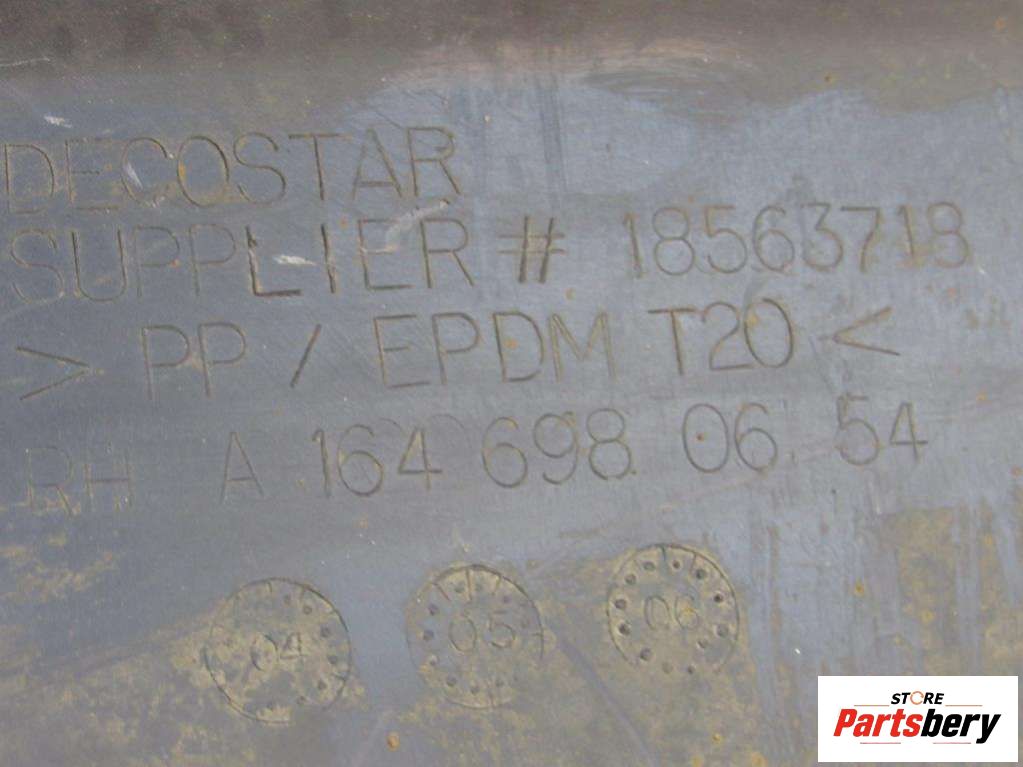 DECOSTAR
SUPPLIER # 18563718
> PP / EPDM T20 <
RH A 164 698 06 54
04 05 06
STORE
Partsbery